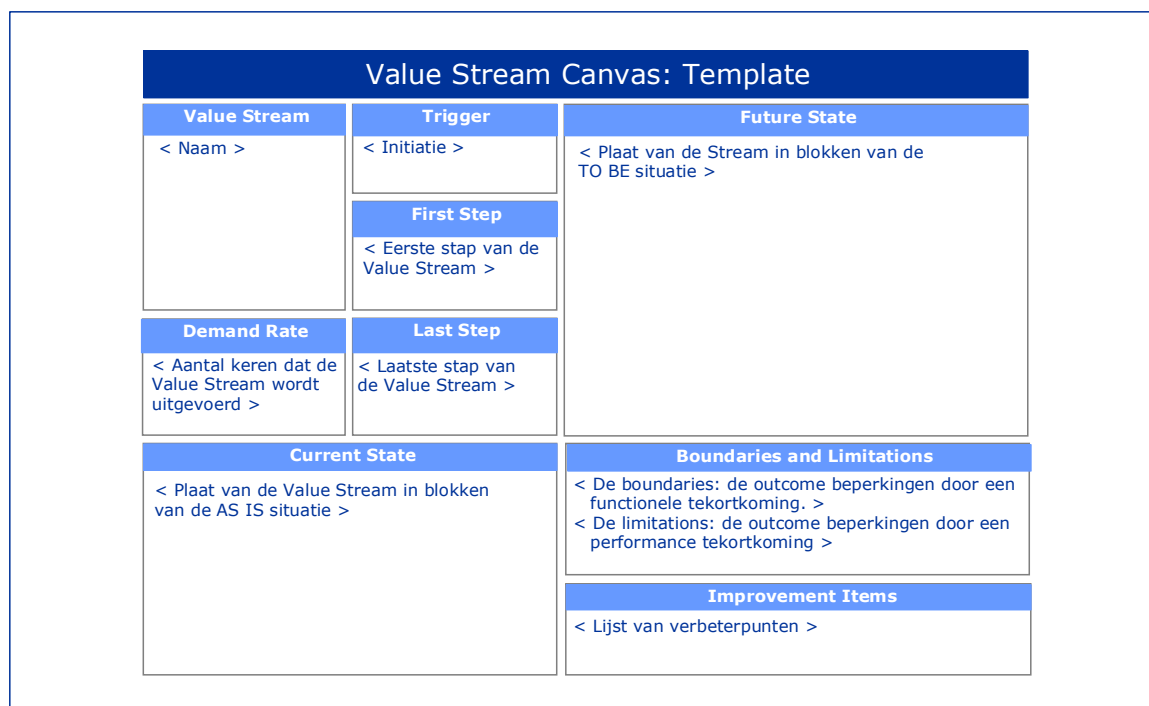 Value Stream Canvas: Template
Value Stream
< Naam >
Trigger
< Initiatie >
First Step
< Eerste stap van de
Value Stream >
Future State
< Plaat van de Stream in blokken van de
TO BE situatie >
Demand Rate
< Aantal keren dat de
Value Stream wordt
uitgevoerd >
Last Step
< Laatste stap van
de Value Stream >
Current State
< Plaat van de Value Stream in blokken
van de AS IS situatie >
Boundaries and Limitations
< De boundaries: de outcome beperkingen door een
functionele tekortkoming. >
< De limitations: de outcome beperkingen door een
performance tekortkoming >
Improvement Items
< Lijst van verbeterpunten >